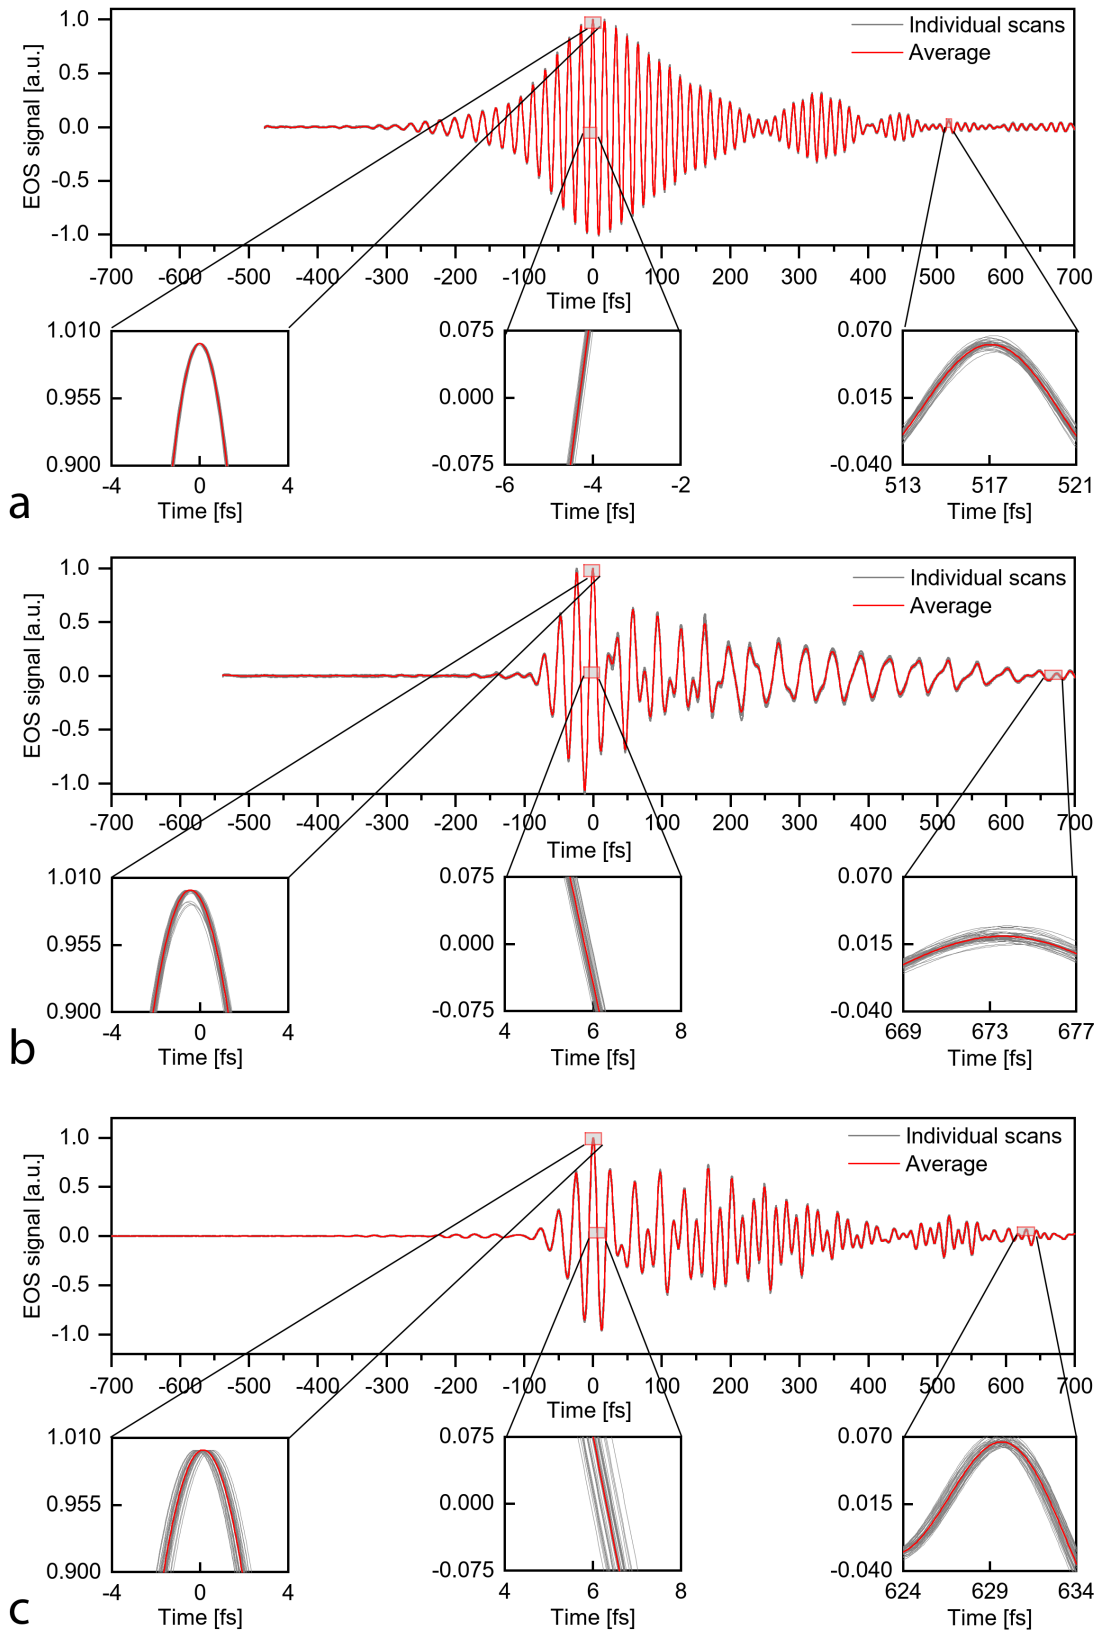 EOS signal [a.u.]
1.0
0.5
0.0
-0.5
-1.0
Individual scans
Average
-700 -600 -500 -400 -300 -200 -100 0 100 200 300 400 500 600 700
Time [fs]
1.010
0.955
0.900
-4 0 4
Time [fs]
0.075
0.000
-0.075
-6 -4 -2
Time [fs]
0.070
0.015
-0.040
513 517 521
Time [fs]
a
EOS signal [a.u.]
1.0
0.5
0.0
-0.5
-1.0
Individual scans
Average
-700 -600 -500 -400 -300 -200 -100 0 100 200 300 400 500 600 700
Time [fs]
1.010
0.955
0.900
-4 0 4
Time [fs]
0.075
0.000
-0.075
4 6 8
Time [fs]
0.070
0.015
-0.040
669 673 677
Time [fs]
b
EOS signal [a.u.]
1.0
0.5
0.0
-0.5
-1.0
Individual scans
Average
-700 -600 -500 -400 -300 -200 -100 0 100 200 300 400 500 600 700
Time [fs]
1.010
0.955
0.900
-4 0 4
Time [fs]
0.075
0.000
-0.075
4 6 8
Time [fs]
0.070
0.015
-0.040
624 629 634
Time [fs]
c